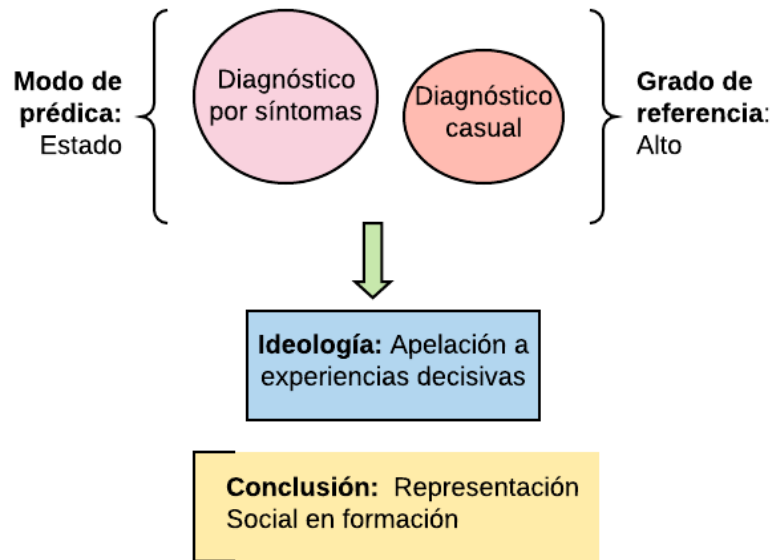 Modo de
prédica:
Estado
Diagnóstico
por síntomas
Diagnóstico
casual
Grado de
referencia:
Alto
Ideología: Apelación a
experiencias decisivas
Conclusión: Representación
Social en formación